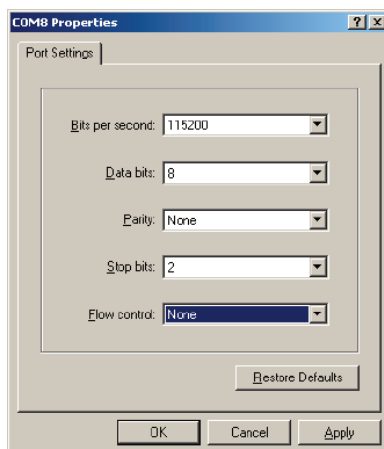 COM8 Properties
Port Settings
Bits per second: 115200
Data bits: 8
Parity: None
Stop bits: 2
Flow control: None
Restore Defaults
OK Cancel Apply